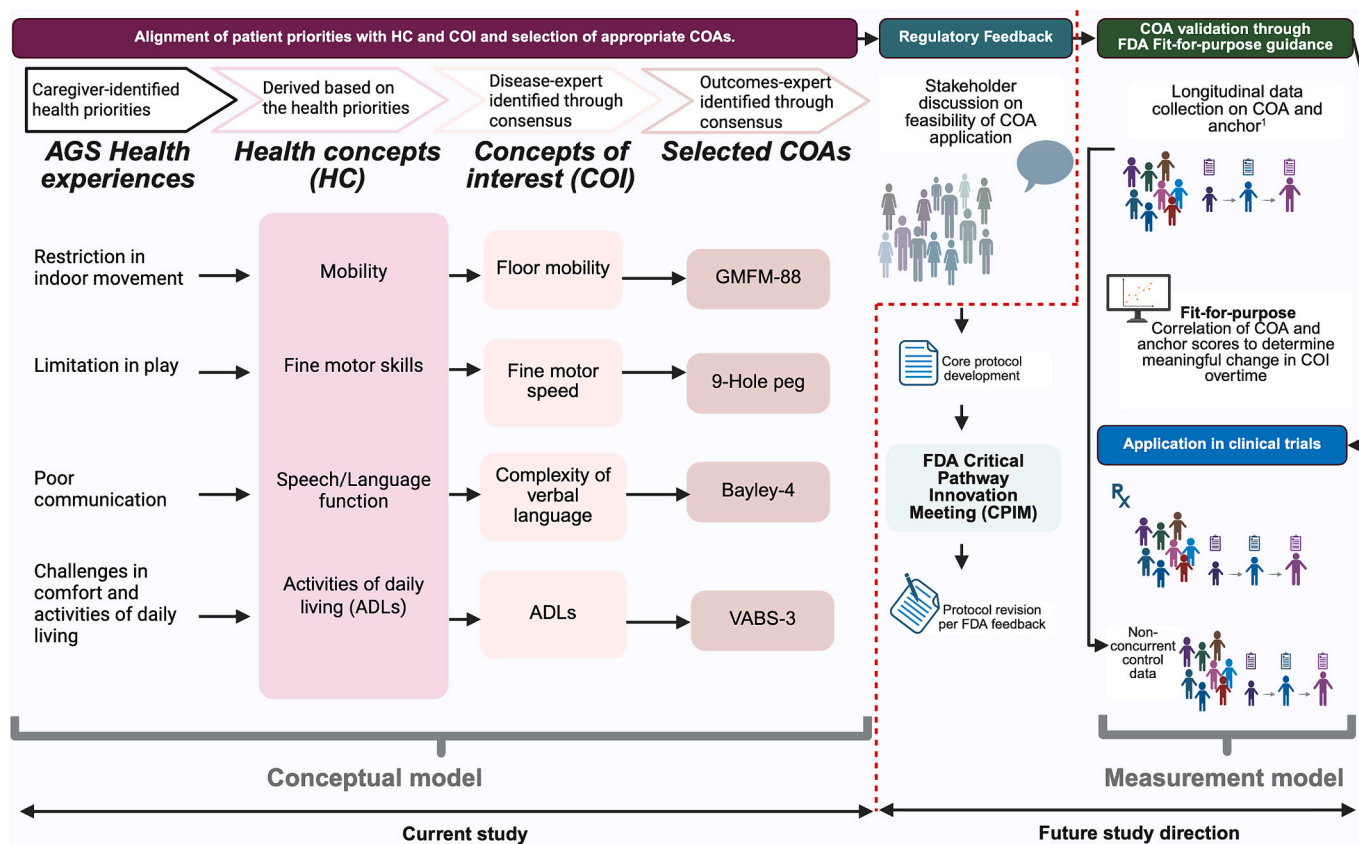 Alignment of patient priorities with HC and COI and selection of appropriate COAs.
Regulatory Feedback
COA validation through
FDA Fit-for-purpose guidance
Caregiver-identified
health priorities
Derived based on
the health priorities
Disease-expert
identified through
consensus
Outcomes-expert
identified through
consensus
AGS Health
experiences
Health concepts
(HC)
Concepts of
interest (COI)
Selected COAs
Restriction in
indoor movement
Mobility
Floor mobility
GMFM-88
Limitation in play
Fine motor skills
Fine motor
speed
9-Hole peg
Poor
communication
Speech/Language
function
Complexity of
verbal
language
Bayley-4
Challenges in
comfort and
activities of daily
living
Activities of daily
living (ADLs)
ADLs
VABS-3
Stakeholder
discussion on
feasibility of COA
application
Core protocol
development
FDA Critical
Pathway
Innovation
Meeting (CPIM)
Protocol revision
per FDA feedback
Longitudinal data
collection on COA and
anchor¹
Fit-for-purpose
Correlation of COA and
anchor scores to determine
meaningful change in COI
overtime
Application in clinical trials
Rx
Non-
concurrent
control
data
Conceptual model
Measurement model
Current study
Future study direction